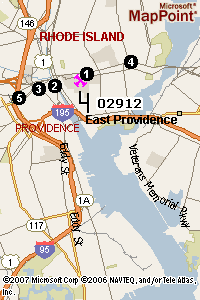 Microsoft®
MapPoint®
146
RHODE ISLAND
4
1
3
2
5
02912
195
East Providence
PROVIDENCE
Eddy St
Veterans Memorial Pkwy
1A
117
Eddy St
95
©2007 Microsoft Corp ©2006 NAVTEQ, and/or Tele Atlas, Inc.